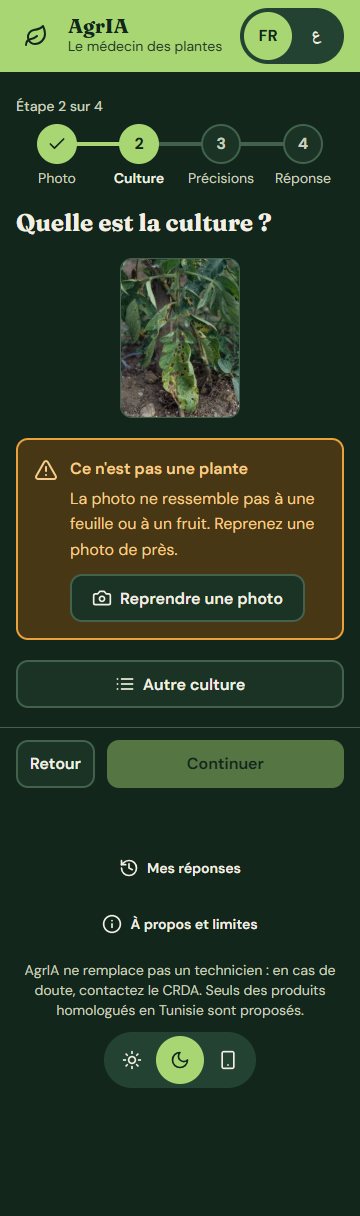 AgrIA
Le médecin des plantes
FR
ع
Étape 2 sur 4
2
3
4
Photo
Culture
Précisions
Réponse
Quelle est la culture ?
Ce n'est pas une plante
La photo ne ressemble pas à une
feuille ou à un fruit. Reprenez une
photo de près.
Reprendre une photo
Autre culture
Retour
Continuer
Mes réponses
À propos et limites
AgrIA ne remplace pas un technicien : en cas de
doute, contactez le CRDA. Seuls des produits
homologués en Tunisie sont proposés.